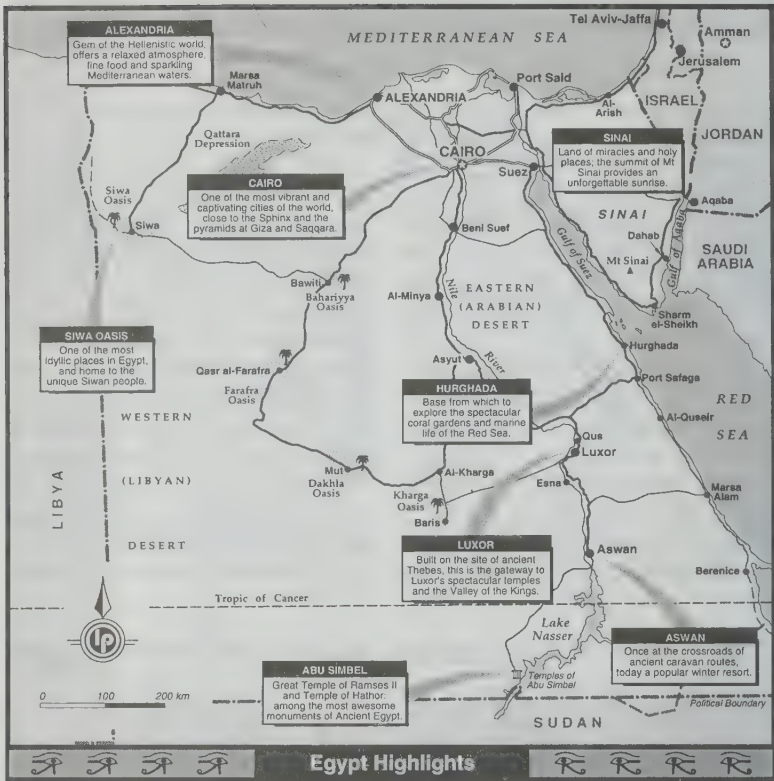 Tel Aviv-Jaffa
Amman
MEDITERRANEAN SEA
Jerusalem
ALEXANDRIA
Gem of the Hellenistic world,
offers a relaxed atmosphere,
fine food and sparkling
Mediterranean waters.
Marsa
Matruh
ALEXANDRIA
Port Said
Al-
Arish
ISRAEL
JORDAN
Qattara
Depression
CAIRO
Suez
SINAI
Land of miracles and holy
places; the summit of Mt
Sinai provides an
unforgettable sunrise.
CAIRO
One of the most vibrant and
captivating cities of the world,
close to the Sphinx and the
pyramids at Giza and Saqqara.
Siwa
Oasis
Siwa
Beni Suef
SINAI
Aqaba
Dahab
Mt Sinai
Gulf of Suez
Gulf of Aqaba
SAUDI
ARABIA
Bawiti
Bahariyya
Oasis
Al-Minya
Nile
River
EASTERN
(ARABIAN)
DESERT
Sharm
el-Sheikh
SIWA OASIS
One of the most
idyllic places in Egypt,
and home to the
unique Siwan people.
Qasr al-Farafra
Farafra
Oasis
Asyut
Hurghada
Port Safaga
HURGHADA
Base from which to
explore the spectacular
coral gardens and marine
life of the Red Sea.
Al-Quseir
RED
SEA
WESTERN
(LIBYAN)
DESERT
LIBYA
Mut
Dakhla
Oasis
Al-Kharga
Kharga
Oasis
Baris
Qus
Luxor
Esna
Marsa
Alam
LUXOR
Built on the site of ancient
Thebes, this is the gateway to
Luxor's spectacular temples
and the Valley of the Kings.
Aswan
Berenice
Tropic of Cancer
Lake
Nasser
ASWAN
Once at the crossroads of
ancient caravan routes,
today a popular winter resort.
LP
0 100 200 km
ABU SIMBEL
Great Temple of Ramses II
and Temple of Hathor:
among the most awesome
monuments of Ancient Egypt.
Temples of
Abu Simbel
Political Boundary
SUDAN
Egypt Highlights